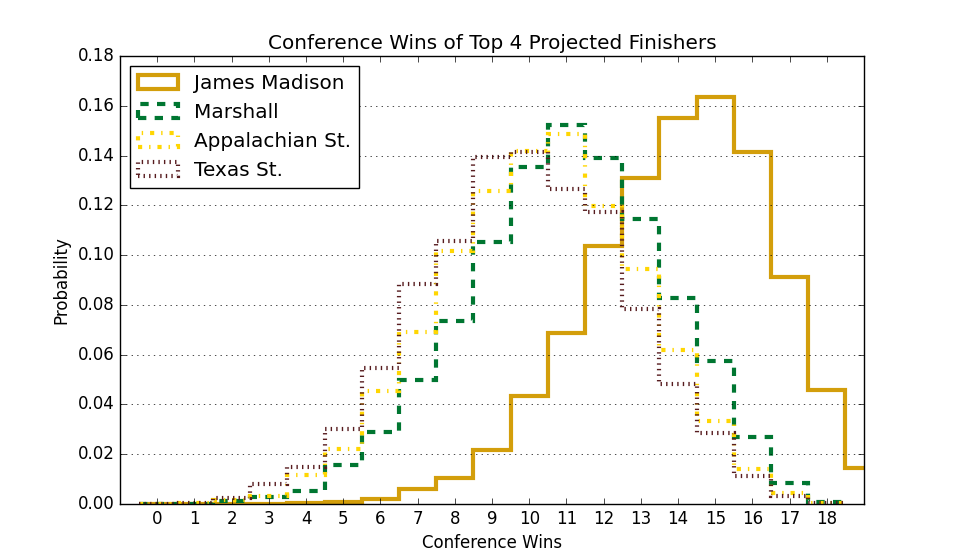 Conference Wins of Top 4 Projected Finishers
0.18
0.16
0.14
0.12
0.10
0.08
0.06
0.04
0.02
0.00
Probability
James Madison
Marshall
Appalachian St.
Texas St.
0 1 2 3 4 5 6 7 8 9 10 11 12 13 14 15 16 17 18
Conference Wins